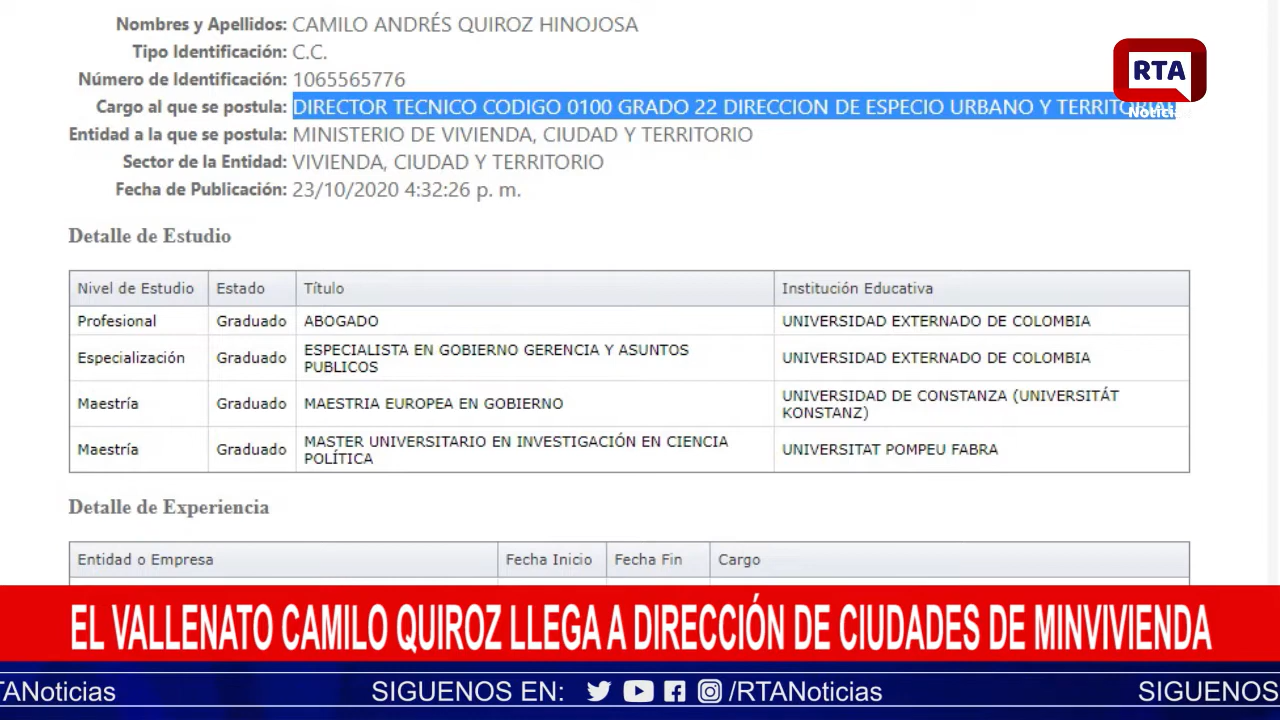 Nombres y Apellidos: CAMILO ANDRÉS QUIROZ HINOJOSA
Tipo Identificación: C.C.
Número de Identificación: 1065565776
Cargo al que se postula: DIRECTOR TECNICO CODIGO 0100 GRADO 22 DIRECCION DE ESPECIO URBANO Y TERRITORIAL
Entidad a la que se postula: MINISTERIO DE VIVIENDA, CIUDAD Y TERRITORIO
Sector de la Entidad: VIVIENDA, CIUDAD Y TERRITORIO
Fecha de Publicación: 23/10/2020 4:32:26 p. m.
RTA
Noticias
Detalle de Estudio
Nivel de Estudio Estado Título Institución Educativa
Profesional Graduado ABOGADO UNIVERSIDAD EXTERNADO DE COLOMBIA
Especialización Graduado ESPECIALISTA EN GOBIERNO GERENCIA Y ASUNTOS PUBLICOS UNIVERSIDAD EXTERNADO DE COLOMBIA
Maestría Graduado MAESTRIA EUROPEA EN GOBIERNO UNIVERSIDAD DE CONSTANZA (UNIVERSITÁT KONSTANZ)
Maestría Graduado MASTER UNIVERSITARIO EN INVESTIGACIÓN EN CIENCIA POLÍTICA UNIVERSITAT POMPEU FABRA
Detalle de Experiencia
Entidad o Empresa Fecha Inicio Fecha Fin Cargo
EL VALLENATO CAMILO QUIROZ LLEGA A DIRECCIÓN DE CIUDADES DE MINVIVIENDA
TANoticias SIGUENOS EN: /RTANoticias SIGUENOS